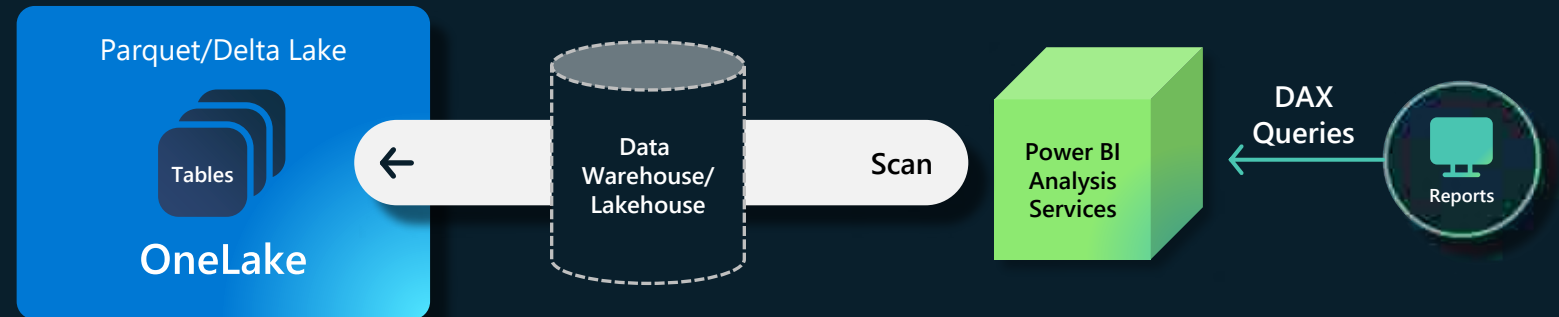 Parquet/Delta Lake
Tables
OneLake
Data
Warehouse/
Lakehouse
Scan
Power BI
Analysis
Services
DAX
Queries
Reports